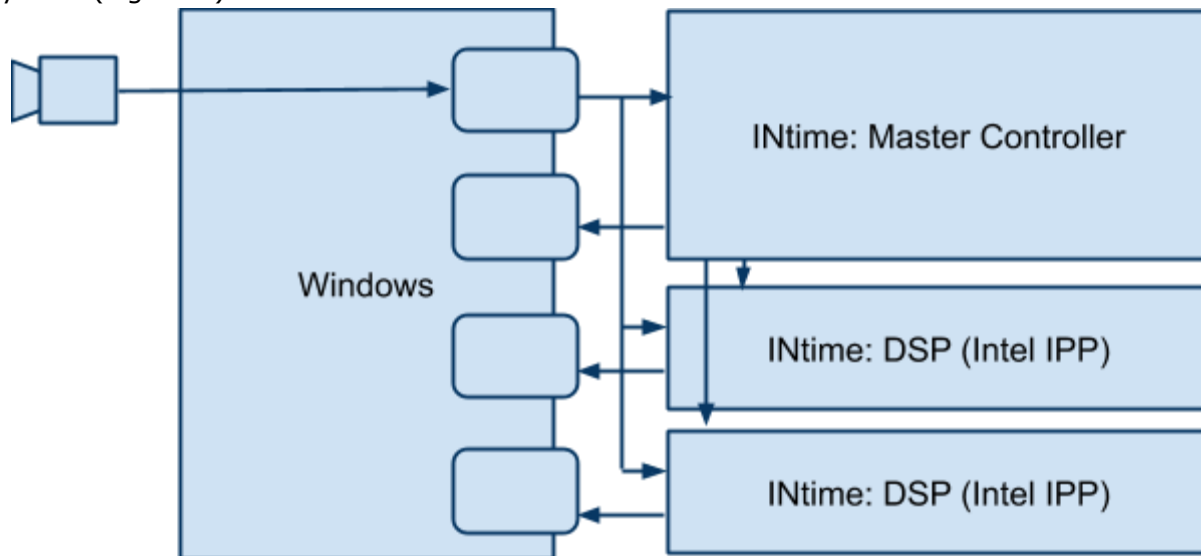 INtime: Master Controller
Windows
INtime: DSP (Intel IPP)
INtime: DSP (Intel IPP)